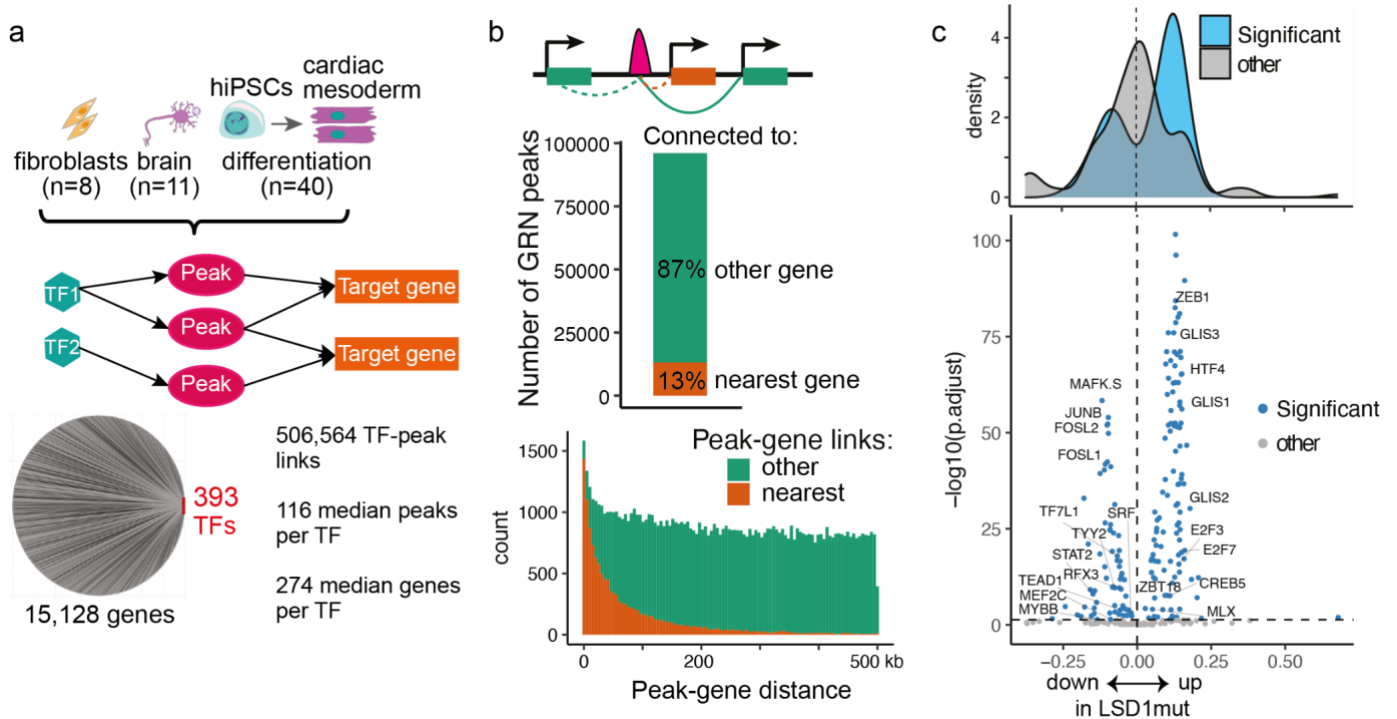 a
hiPSCs
cardiac
mesoderm
fibroblasts
(n=8)
brain
(n=11)
differentiation
(n=40)
TF1
TF2
Peak
Peak
Peak
Target gene
Target gene
393
TFs
15,128 genes
506,564 TF-peak
links
116 median peaks
per TF
274 median genes
per TF
b
Connected to:
Number of GRN peaks
100000
75000
50000
25000
0
87%
other gene
13%
nearest gene
Peak-gene links:
other
nearest
count
1500
1000
500
0
0
200
500 kb
Peak-gene distance
c
Significant
other
density
4
2
0
-log10(p.adjust)
100
75
50
25
0
ZEB1
GLIS3
HTF4
GLIS1
MAFK.S
JUNB
FOSL2
FOSL1
GLIS2
TF7L1
SRF
E2F3
TYY2
E2F7
STAT2
RFX3
ZBT18
CREB5
TEAD1
MEF2C
MYBB
MLX
Significant
other
−0.25
0.00
0.25
0.50
down
up
in LSD1mut